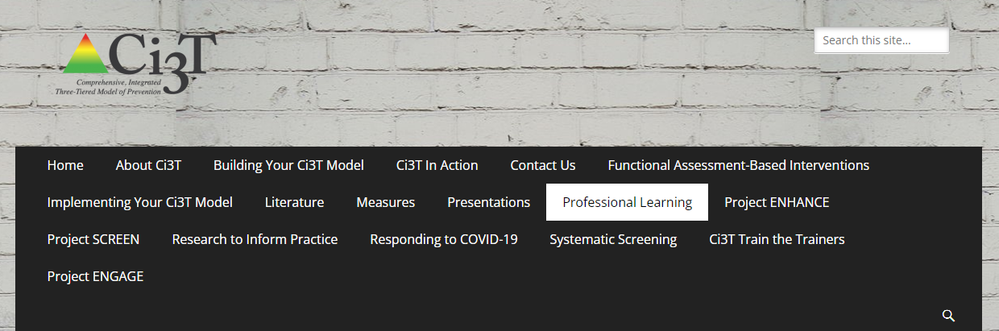 Ci3T
Comprehensive, Integrated
Three-Tiered Model of Prevention
Search this site...
Home About Ci3T Building Your Ci3T Model Ci3T In Action Contact Us Functional Assessment-Based Interventions
Implementing Your Ci3T Model Literature Measures Presentations Professional Learning Project ENHANCE
Project SCREEN Research to Inform Practice Responding to COVID-19 Systematic Screening Ci3T Train the Trainers
Project ENGAGE